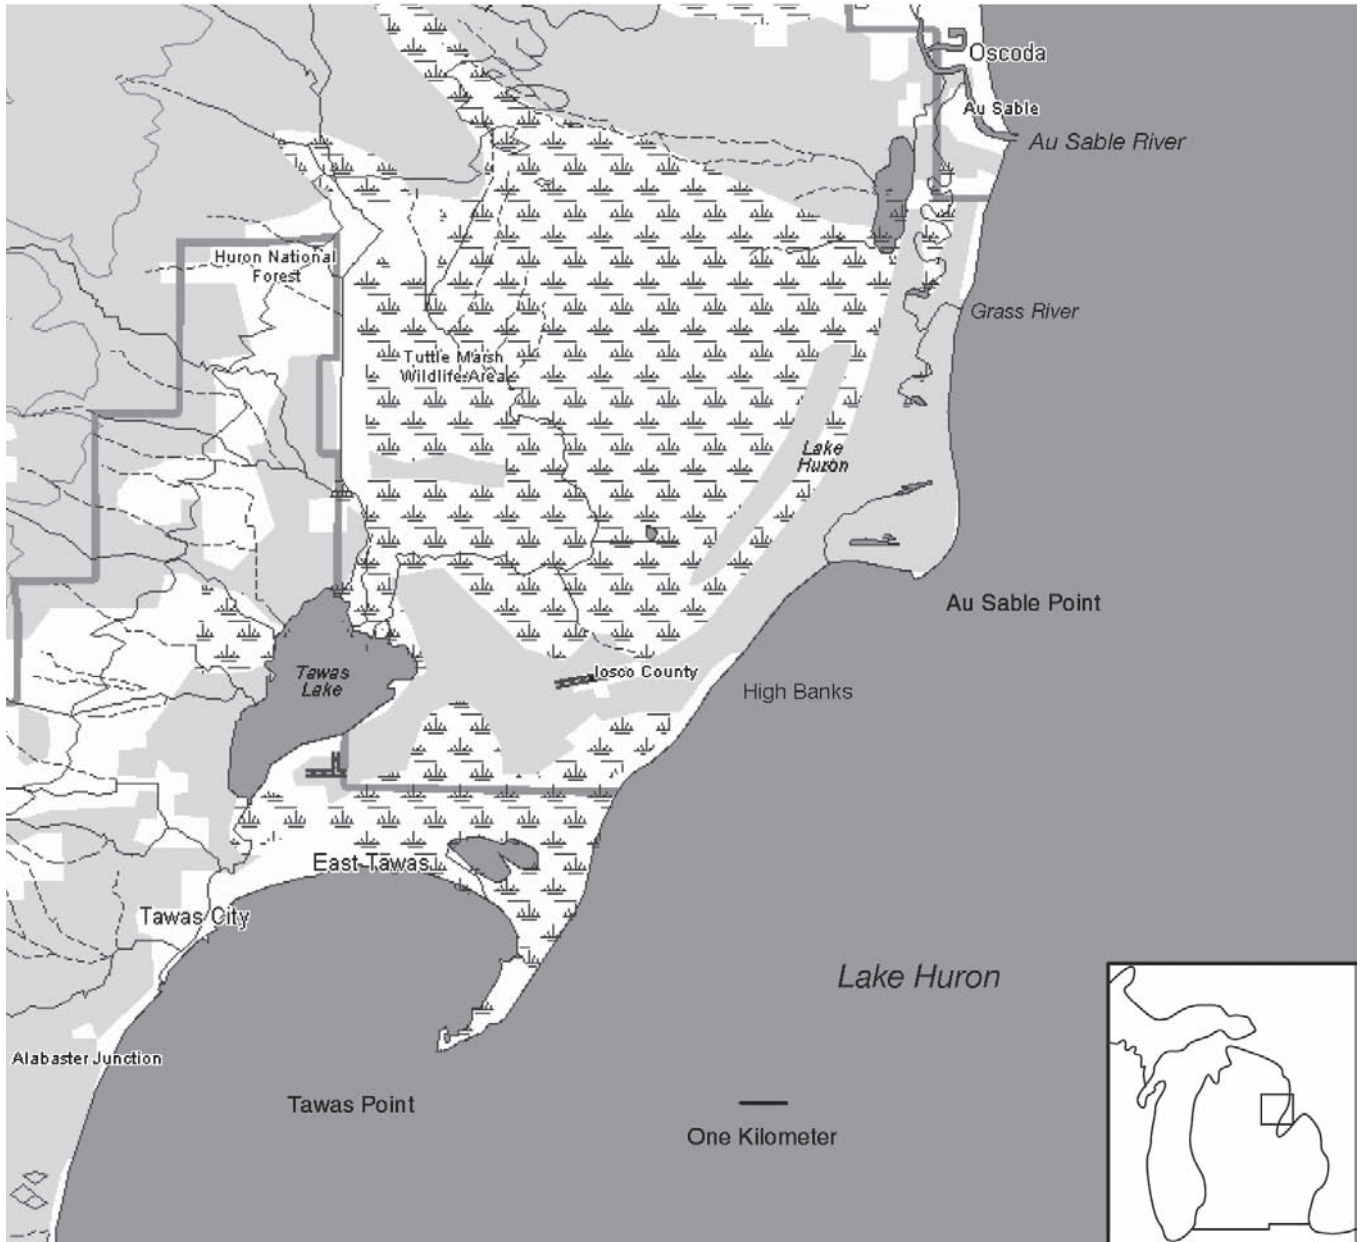 Oscoda
Au Sable
Au Sable River
Huron National
Forest
Grass River
Tuttle Marsh
Wildlife Area
Lake
Huron
Au Sable Point
Tawas
Lake
Iosco County
High Banks
East Tawas
Tawas City
Lake Huron
Alabaster Junction
Tawas Point
One Kilometer